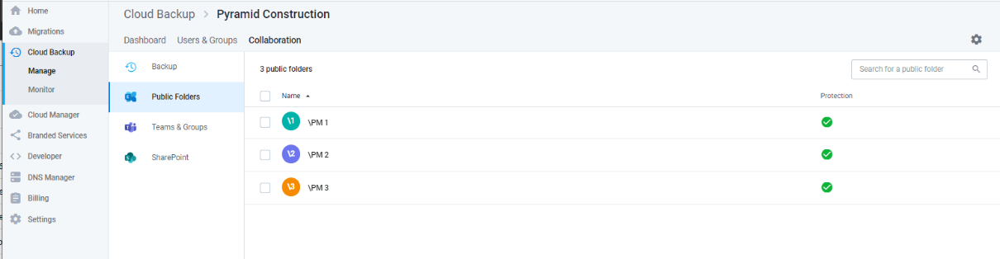 Home
Migrations
Cloud Backup
Manage
Monitor
Cloud Manager
Branded Services
Developer
DNS Manager
Billing
Settings
Cloud Backup > Pyramid Construction
Dashboard Users & Groups Collaboration
Backup
Public Folders
Teams & Groups
SharePoint
3 public folders
Search for a public folder
Name Protection
\1 \PM 1
\2 \PM 2
\3 \PM 3